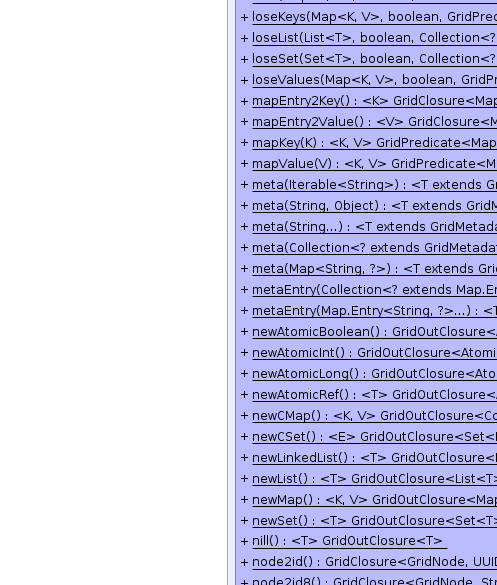 + loseKeys(Map<K, V>, boolean, GridPred
+ loseList(List<T>, boolean, Collection<?
+ loseSet(Set<T>, boolean, Collection<?
+ loseValues(Map<K, V>, boolean, GridPr
+ mapEntry2Key() : <K> GridClosure<Map
+ mapEntry2Value() : <V> GridClosure<M
+ mapKey(K) : <K, V> GridPredicate<Map
+ mapValue(V) : <K, V> GridPredicate<M
+ meta(Iterable<String>) : <T extends Gr
+ meta(String, Object) : <T extends GridM
+ meta(String...) : <T extends GridMetada
+ meta(Collection<? extends GridMetada
+ meta(Map<String, ?>) : <T extends Gri
+ metaEntry(Collection<? extends Map.En
+ metaEntry(Map.Entry<String, ?>...) : <T
+ newAtomicBoolean() : GridOutClosure<A
+ newAtomicInt() : GridOutClosure<Atomi
+ newAtomicLong() : GridOutClosure<Ato
+ newAtomicRef() : <T> GridOutClosure<A
+ newCMap() : <K, V> GridOutClosure<Co
+ newCSet() : <E> GridOutClosure<Set<E
+ newLinkedList() : <T> GridOutClosure<L
+ newList() : <T> GridOutClosure<List<T>
+ newMap() : <K, V> GridOutClosure<Map
+ newSet() : <T> GridOutClosure<Set<T>
+ nill() : <T> GridOutClosure<T>
+ node2id() : GridClosure<GridNode, UUID
+ node2id8() : GridClosure<GridNode, Str